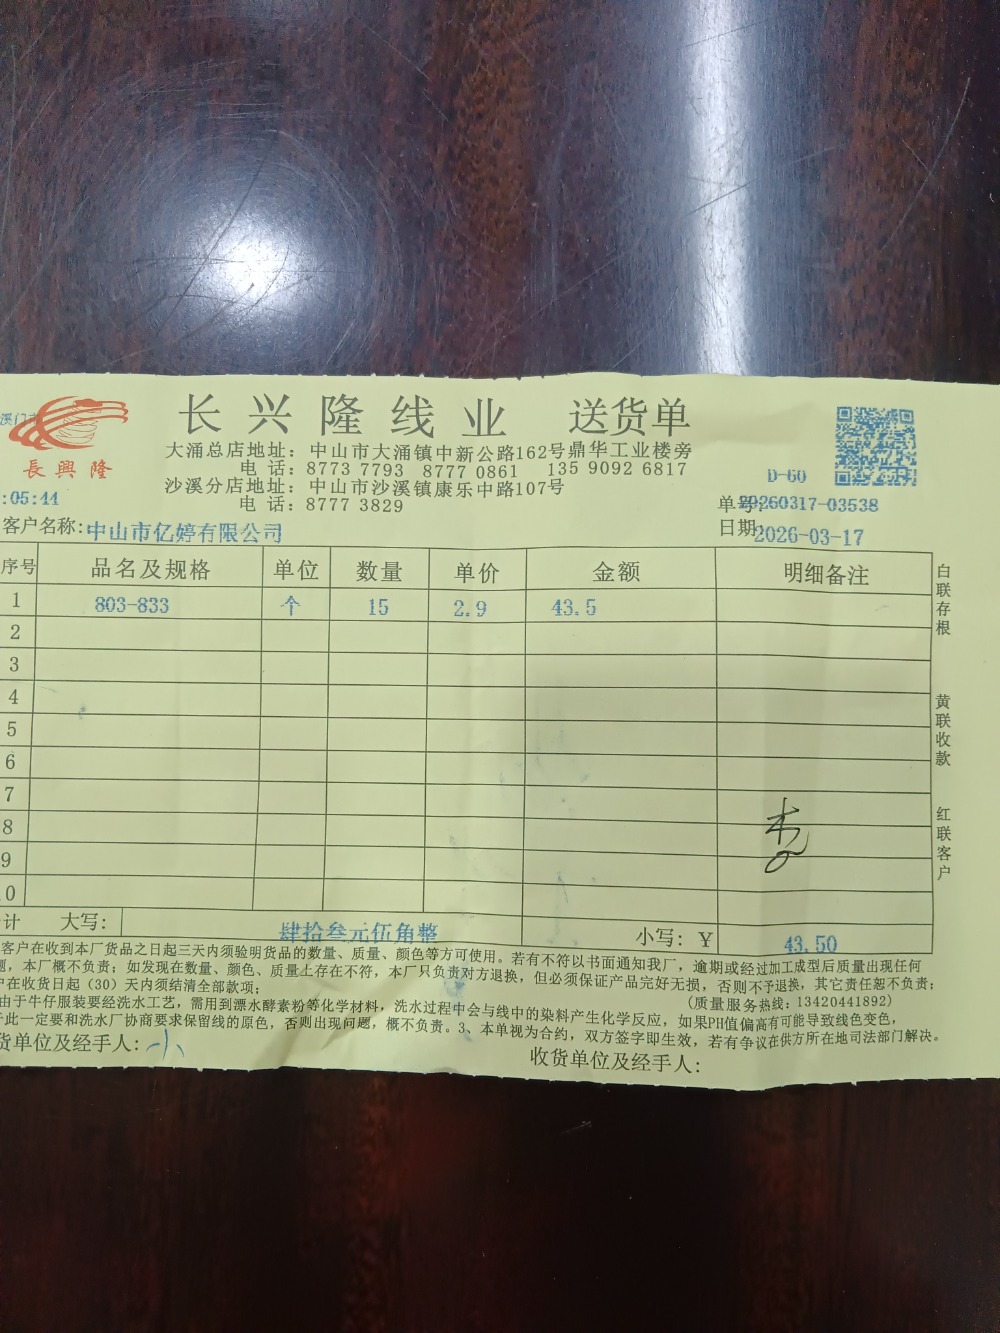 長興隆
长兴隆线业 送货单
大涌总店地址：中山市大涌镇中新公路162号鼎华工业楼旁
电 话：8773 7793 8777 0861 135 9092 6817
沙溪分店地址：中山市沙溪镇康乐中路107号
电 话：8777 3829
D-60
:05:44
单号:20260317-03538
客户名称:中山市亿婷有限公司
日期:2026-03-17
序号 品名及规格 单位 数量 单价 金额 明细备注
1 803-833 个 15 2.9 43.5
2
3
4
5
6
7
8
9
0
计 大写: 肆拾叁元伍角整 小写: ¥ 43.50
白联存根
黄联收款
红联客户
客户在收到本厂货品之日起三天内须验明货品的数量、质量、颜色等方可使用。若有不符以书面通知我厂，逾期或经过加工成型后质量出现任何
题，本厂概不负责；如发现在数量、颜色、质量上存在不符，本厂只负责对方退换，但必须保证产品完好无损，否则不予退换，其它责任恕不负责；
户在收货日起（30）天内须结清全部款项；
由于牛仔服装要经洗水工艺，需用到漂水酵素粉等化学材料，洗水过程中会与线中的染料产生化学反应，如果PH值偏高有可能导致线色变色，
于此一定要和洗水厂协商要求保留线的原色，否则出现问题，概不负责。3、本单视为合约，双方签字即生效，若有争议在供方所在地司法部门解决。
(质量服务热线：13420441892)
货单位及经手人: 小
收货单位及经手人: